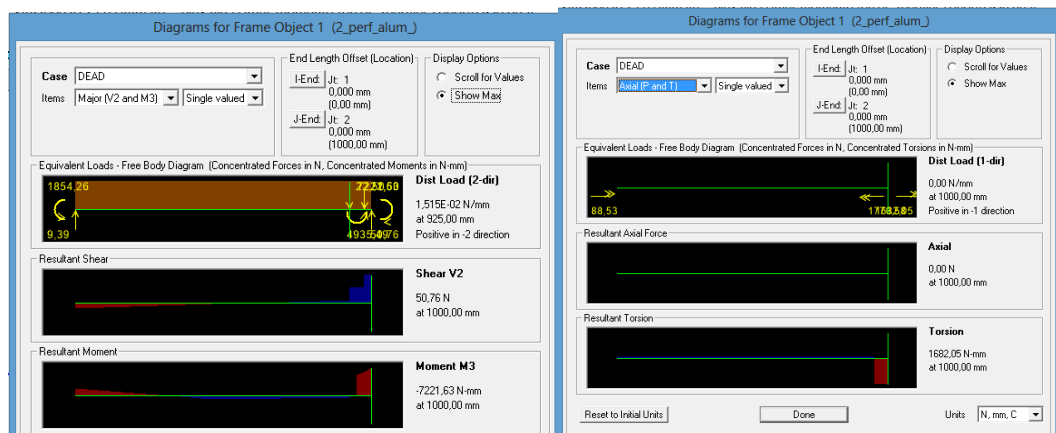 Diagrams for Frame Object 1 (2_perf_alum_)
Case DEAD
Items Major (V2 and M3) Single valued
End Length Offset (Location)
I-End: Jt: 1
0,000 mm
(0,00 mm)
J-End: Jt: 2
0,000 mm
(1000,00 mm)
Display Options
Scroll for Values
Show Max
Equivalent Loads - Free Body Diagram (Concentrated Forces in N, Concentrated Moments in N-mm)
1854,26
9,39
Dist Load (2-dir)
1,515E-02 N/mm
at 925,00 mm
Positive in -2 direction
Resultant Shear
Shear V2
50,76 N
at 1000,00 mm
Resultant Moment
Moment M3
-7221,63 N-mm
at 1000,00 mm
Diagrams for Frame Object 1 (2_perf_alum_)
Case DEAD
Items Axial (P and T) Single valued
End Length Offset (Location)
I-End: Jt: 1
0,000 mm
(0,00 mm)
J-End: Jt: 2
0,000 mm
(1000,00 mm)
Display Options
Scroll for Values
Show Max
Equivalent Loads - Free Body Diagram (Concentrated Forces in N, Concentrated Torsions in N-mm)
88,53
Dist Load (1-dir)
0,00 N/mm
at 1000,00 mm
Positive in -1 direction
Resultant Axial Force
Axial
0,00 N
at 1000,00 mm
Resultant Torsion
Torsion
1682,05 N-mm
at 1000,00 mm
Reset to Initial Units
Done
Units N, mm, C